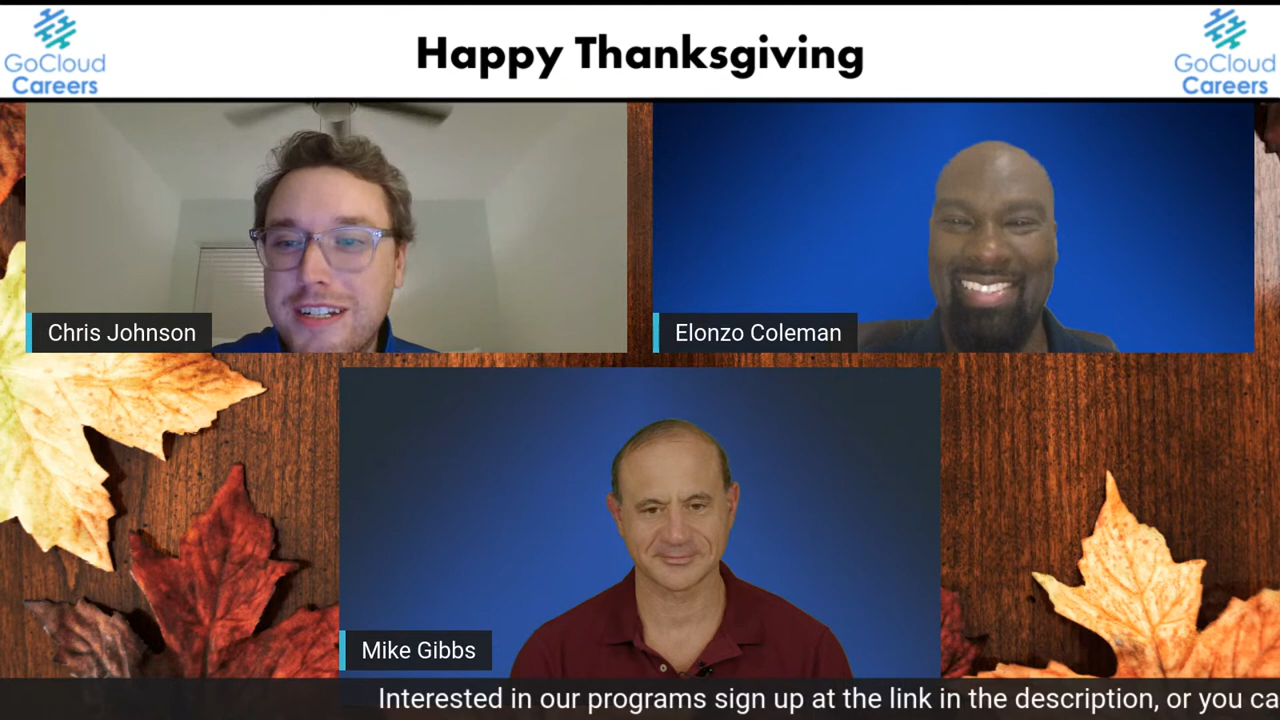 GoCloud
Careers
Happy Thanksgiving
GoCloud
Careers
Chris Johnson
Elonzo Coleman
Mike Gibbs
Interested in our programs sign up at the link in the description, or you ca